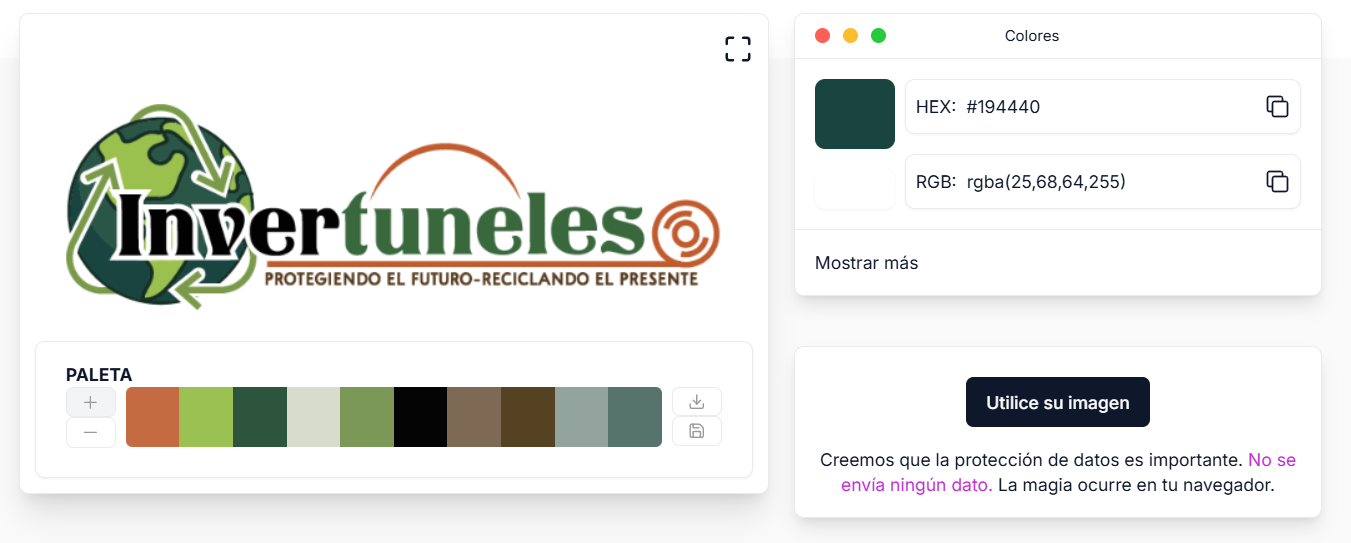 Invertuneles
PROTEGIENDO EL FUTURO-RECICLANDO EL PRESENTE
PALETA
Colores
HEX: #194440
RGB: rgba(25,68,64,255)
Mostrar más
Utilice su imagen
Creemos que la protección de datos es importante. No se
envía ningún dato. La magia ocurre en tu navegador.